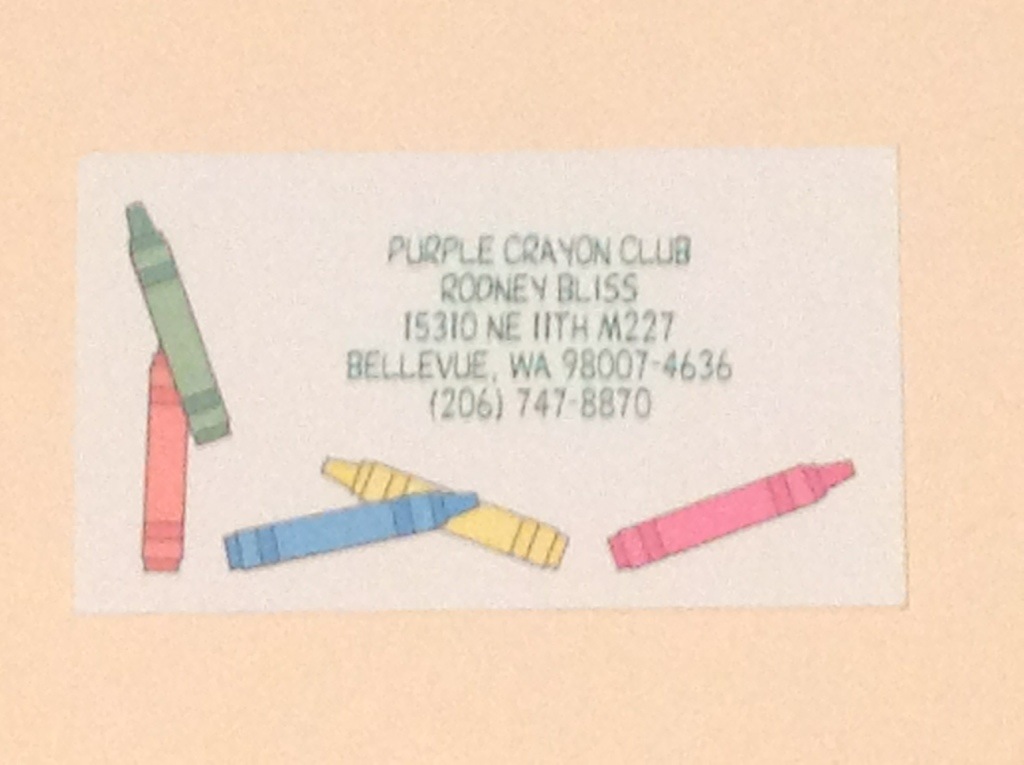 PURPLE CRAYON CLUB
RODNEY BLISS
15310 NE 11TH M227
BELLEVUE, WA 98007-4636
(206) 747-8870